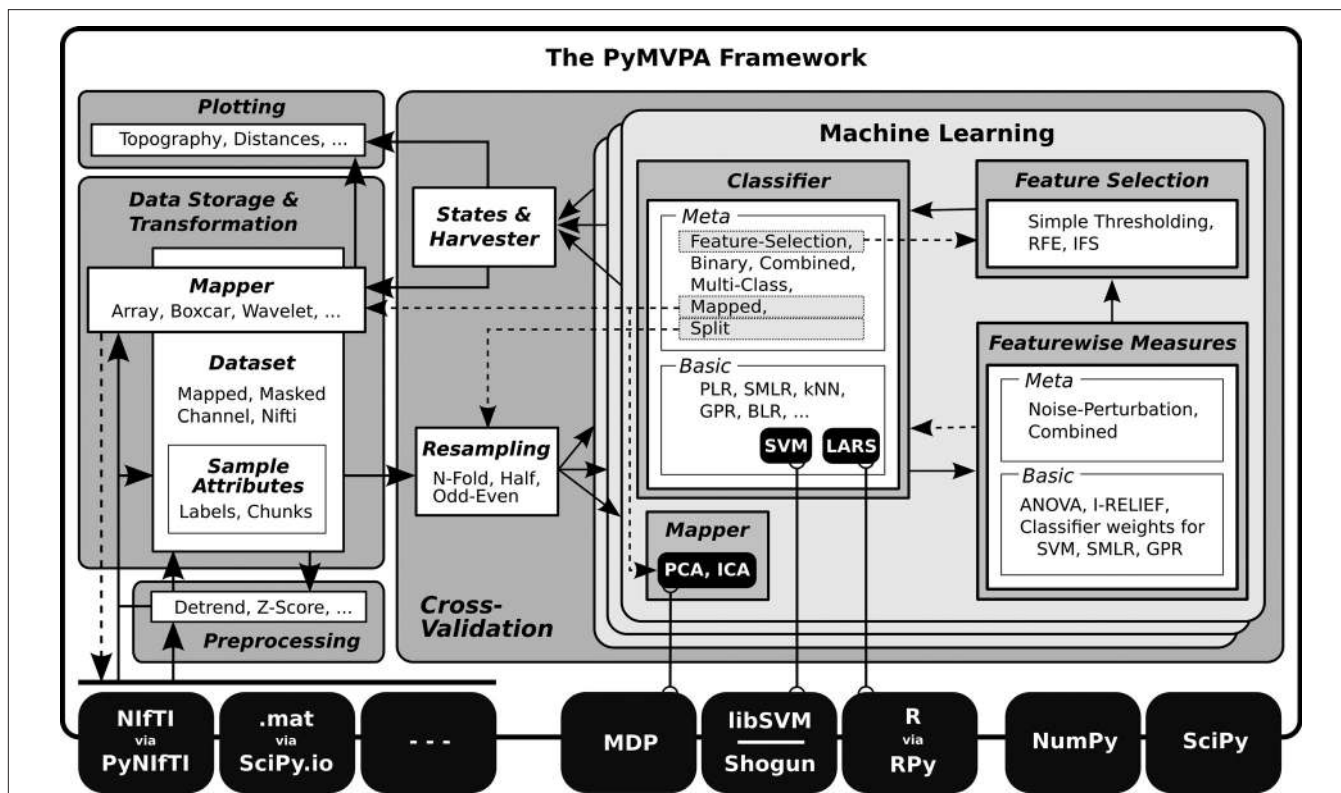 The PyMVPA Framework
Plotting
Topography, Distances, ...
Data Storage &
Transformation
Mapper
Array, Boxcar, Wavelet, ...
Dataset
Mapped, Masked
Channel, Nifti
Sample
Attributes
Labels, Chunks
Detrend, Z-Score, ...
Preprocessing
States &
Harvester
Resampling
N-Fold, Half,
Odd-Even
Cross-
Validation
Machine Learning
Classifier
Meta
Feature-Selection,
Binary, Combined,
Multi-Class,
Mapped,
Split
Basic
PLR, SMLR, kNN,
GPR, BLR, ...
SVM
LARS
Mapper
PCA, ICA
Feature Selection
Simple Thresholding,
RFE, IFS
Featurewise Measures
Meta
Noise-Perturbation,
Combined
Basic
ANOVA, I-RELIEF,
Classifier weights for
SVM, SMLR, GPR
NIfTI
via
PyNIfTI
.mat
via
SciPy.io
- - -
MDP
libSVM
Shogun
R
via
RPy
NumPy
SciPy